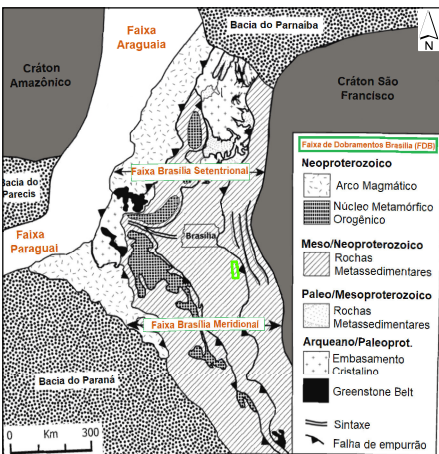 Bacia do Parnaiba
Faixa
Araguaia
N
Cráton
Amazônico
Cráton São
Francisco
Faixa de Dobramentos Brasília (FDB)
Neoproterozoico
Arco Magmático
Núcleo Metamórfico
Orogênico
Meso/Neoproterozoico
Rochas
Metassedimentares
Paleo/Mesoproterozoico
Rochas
Metassedimentares
Arqueano/Paleoprot.
Embasamento
Cristalino
Greenstone Belt
Sintaxe
Falha de empurrão
Faixa Brasília Setentrional
Bacia do
Parecis
Faixa
Paraguai
Brasília
Faixa Brasília Meridional
Bacia do Paraná
0 Km 300